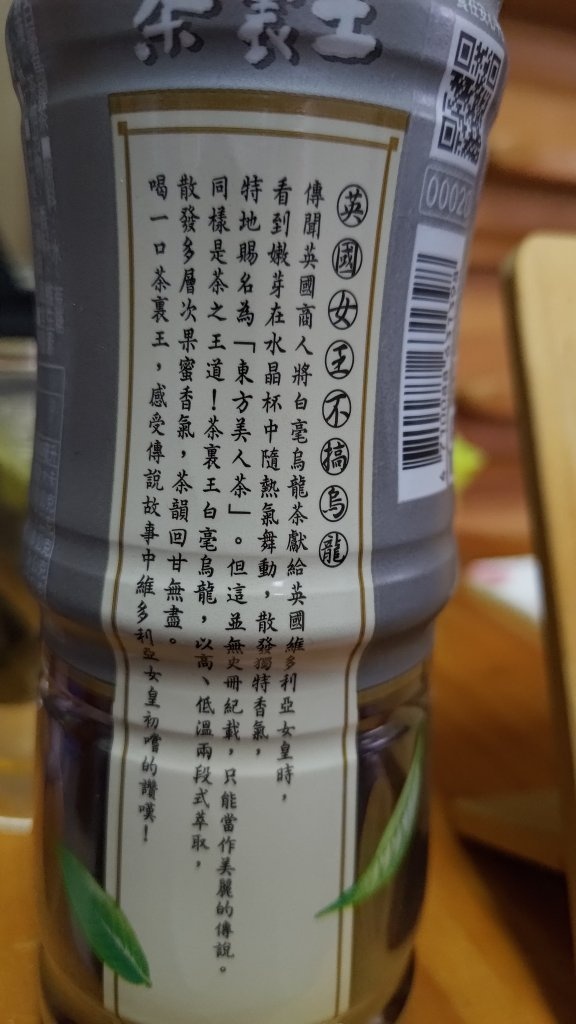 茶裏王
英國女王不搞烏龍
傳聞英國商人將白毫烏龍茶獻給英國維多利亞女皇時，
看到嫩芽在水晶杯中隨熱氣舞動，散發獨特香氣，
特地賜名為「東方美人茶」。但這並無史冊紀載，只能當作美麗的傳說。
同樣是茶之王道！茶裏王白毫烏龍，以高、低溫兩段式萃取，
散發多層次果蜜香氣，茶韻回甘無盡。
喝一口茶裏王，感受傳說故事中維多利亞女皇初嚐的讚嘆！